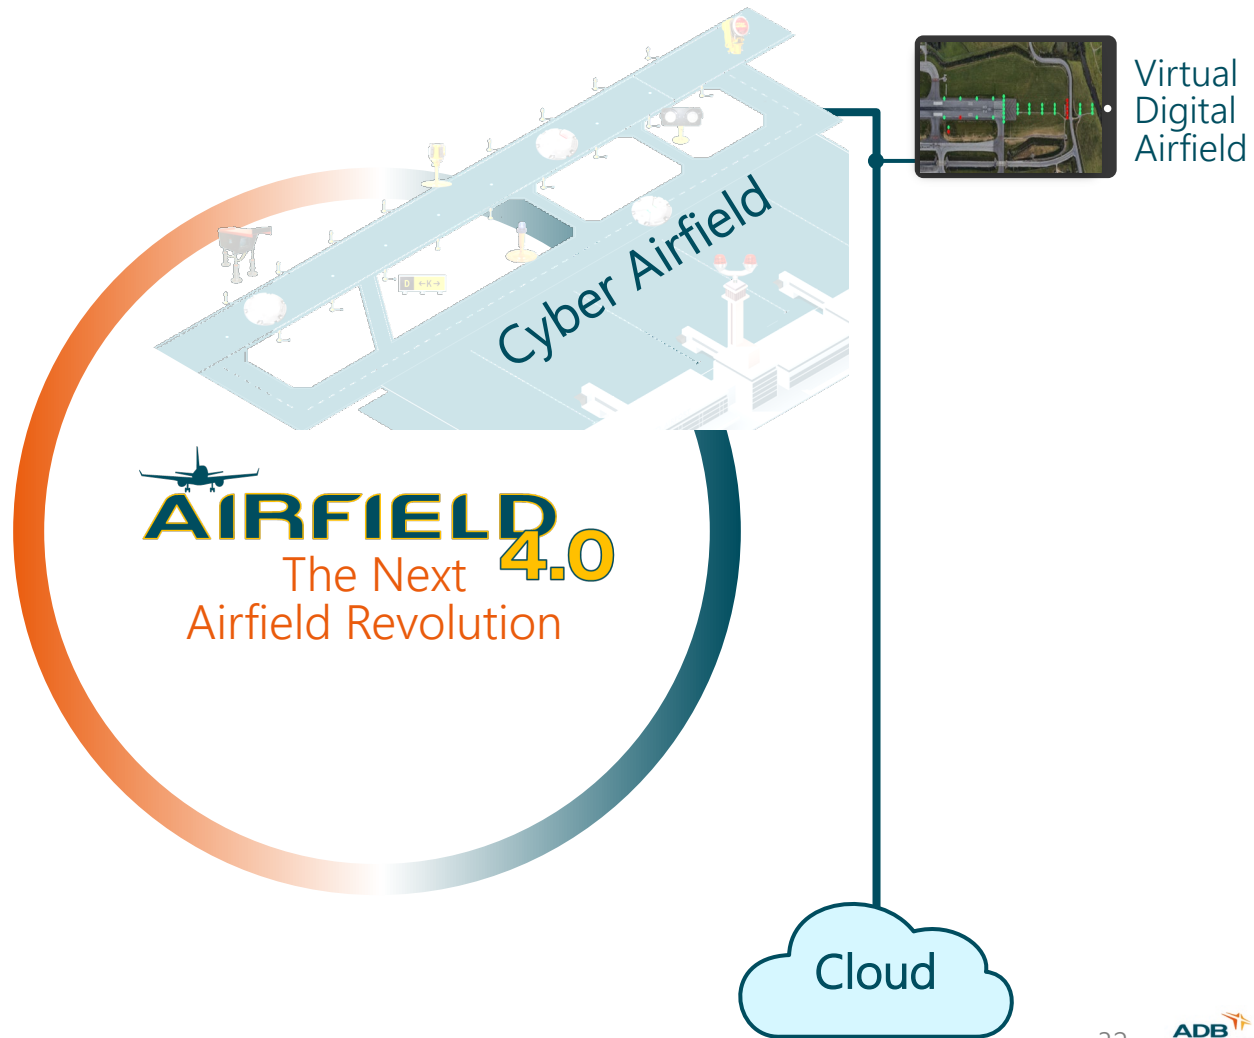 Virtual
Digital
Airfield
Cyber Airfield
D ←K→
AIRFIELD
4.0
The Next
Airfield Revolution
Cloud
ADB